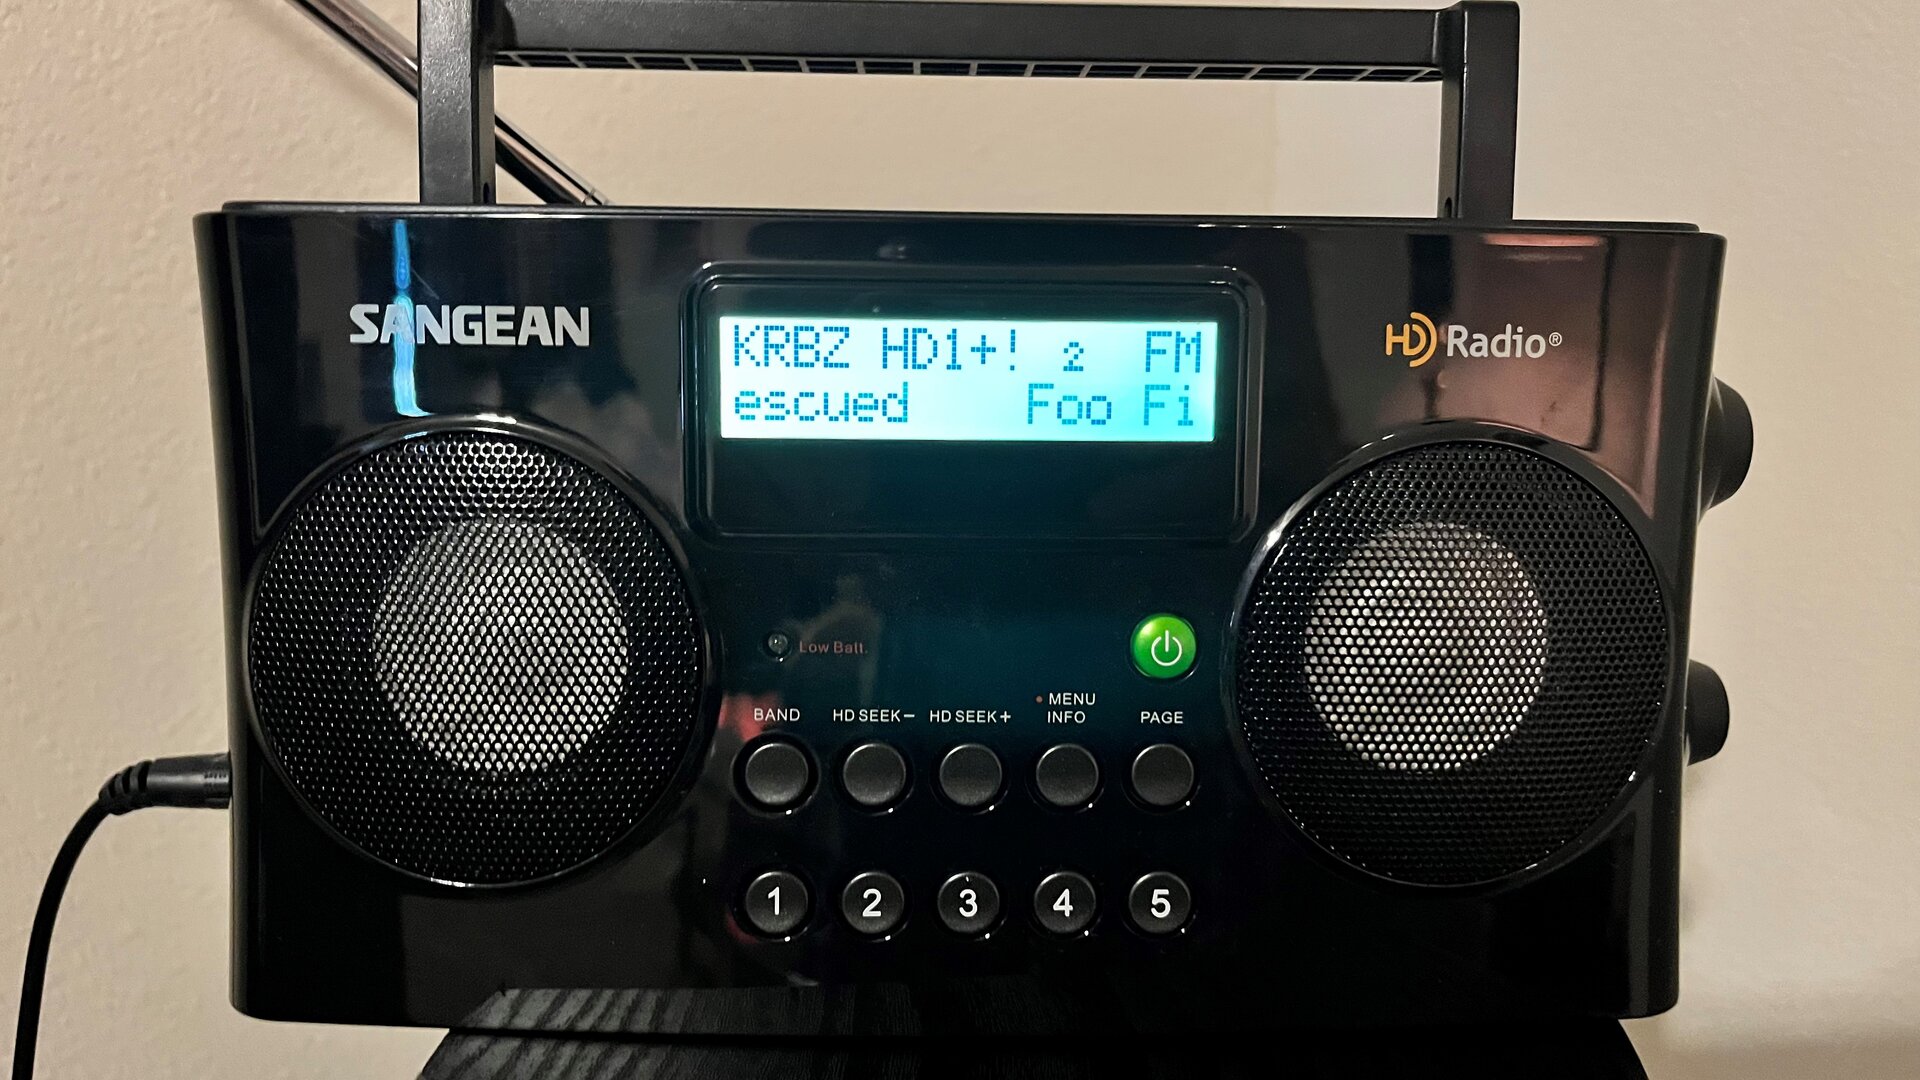 SANGEAN
KRBZ HD1+! 2 FM
escued Foo Fi
HD Radio®
Low Batt.
BAND
HD SEEK−
HD SEEK+
• MENU
INFO
PAGE
1 2 3 4 5